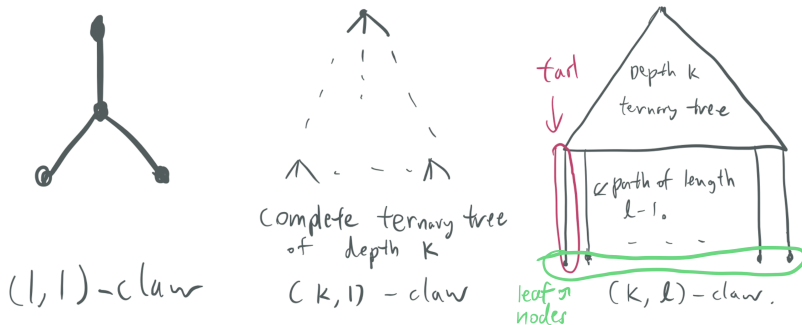 (1,1)-claw
Complete ternary tree
of depth k
(k,1)-claw
tail
Depth k
ternary tree
path of length
l-1.
leaf
nodes
(k, l)-claw.